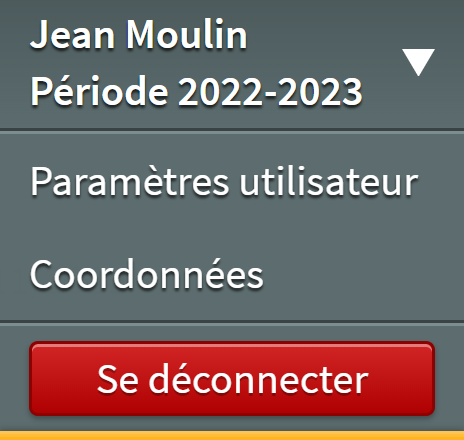 Jean Moulin
Période 2022-2023
Paramètres utilisateur
Coordonnées
Se déconnecter